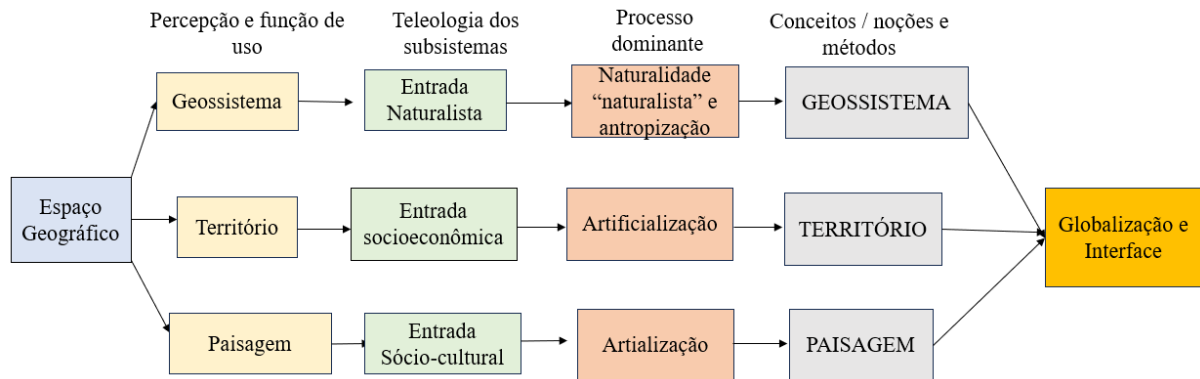 Percepção e função de
uso
Teleologia dos
subsistemas
Processo
dominante
Conceitos / noções e
métodos
Geossistema
Entrada
Naturalista
Naturalidade
“naturalista” e
antropização
GEOSSISTEMA
Espaço
Geográfico
Território
Entrada
socioeconômica
Artificialização
TERRITÓRIO
Globalização e
Interface
Paisagem
Entrada
Sócio-cultural
Artialização
PAISAGEM